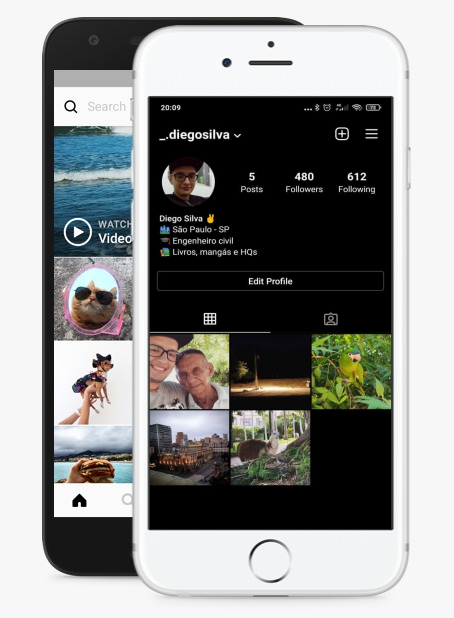 Search
WATCH
Video
20:09
_.diegosilva
5
Posts
480
Followers
612
Following
Diego Silva ✌️
🏙️ São Paulo - SP
🎓 Engenheiro civil
📚 Livros, mangás e HQs
Edit Profile